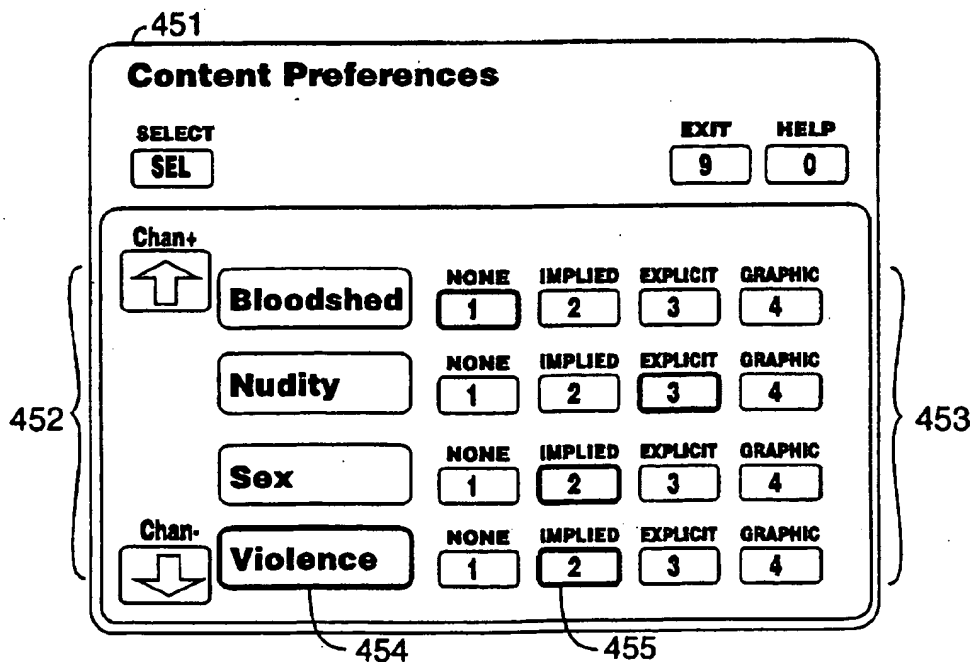 451
Content Preferences
SELECT EXIT HELP
SEL 9 0
Chan+
NONE IMPLIED EXPLICIT GRAPHIC
Bloodshed 1 2 3 4
NONE IMPLIED EXPLICIT GRAPHIC
Nudity 1 2 3 4
452 453
NONE IMPLIED EXPLICIT GRAPHIC
Sex 1 2 3 4
Chan-
NONE IMPLIED EXPLICIT GRAPHIC
Violence 1 2 3 4
454 455